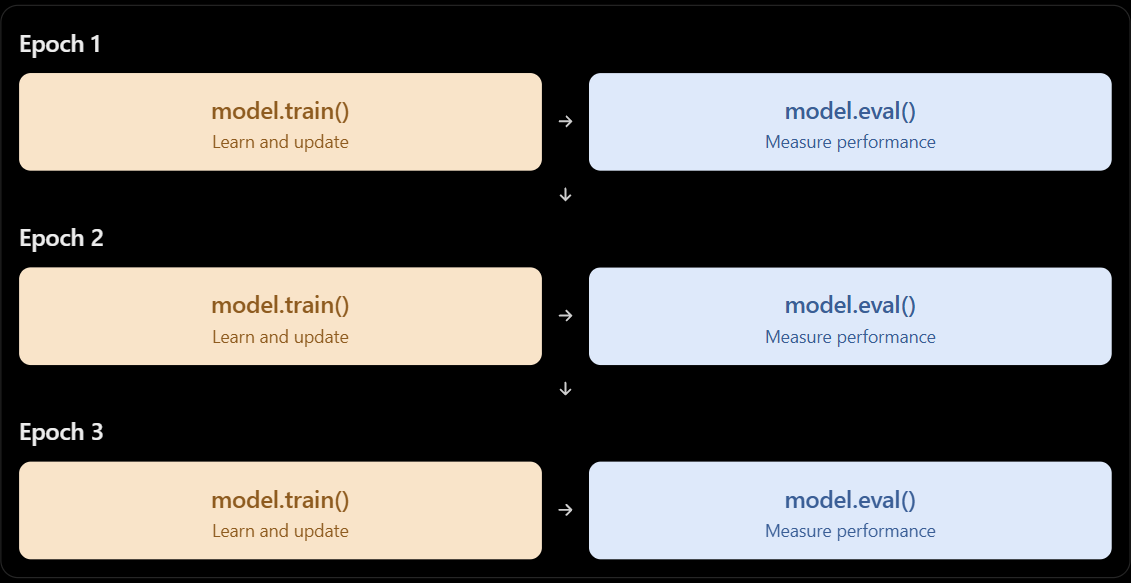 Epoch 1
model.train()
Learn and update
→
model.eval()
Measure performance
↓
Epoch 2
model.train()
Learn and update
→
model.eval()
Measure performance
↓
Epoch 3
model.train()
Learn and update
→
model.eval()
Measure performance